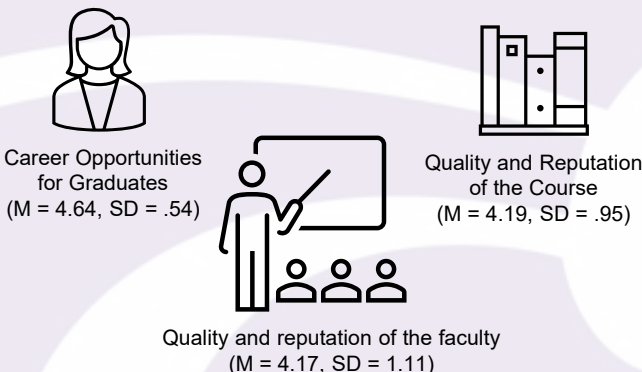 Career Opportunities
for Graduates
(M = 4.64, SD = .54)
Quality and Reputation
of the Course
(M = 4.19, SD = .95)
Quality and reputation of the faculty
(M = 4.17, SD = 1.11)